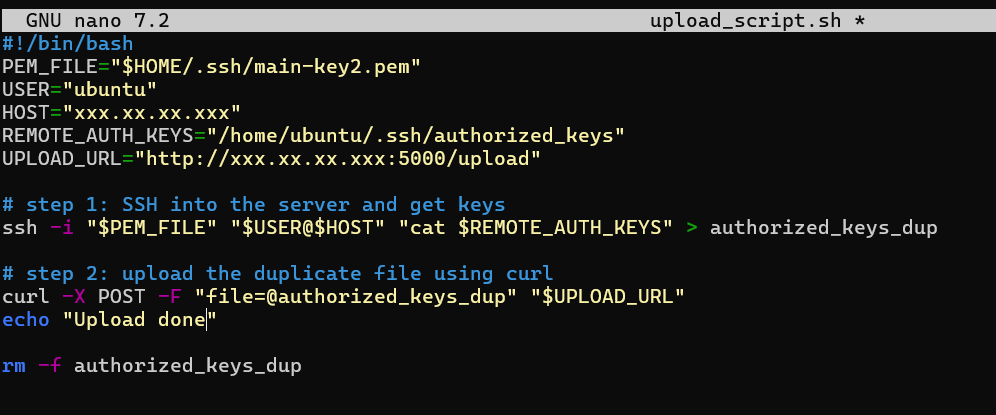 GNU nano 7.2 upload_script.sh *
#!/bin/bash
PEM_FILE="$HOME/.ssh/main-key2.pem"
USER="ubuntu"
HOST="xxx.xx.xx.xxx"
REMOTE_AUTH_KEYS="/home/ubuntu/.ssh/authorized_keys"
UPLOAD_URL="http://xxx.xx.xx.xxx:5000/upload"
# step 1: SSH into the server and get keys
ssh -i "$PEM_FILE" "$USER@$HOST" "cat $REMOTE_AUTH_KEYS" > authorized_keys_dup
# step 2: upload the duplicate file using curl
curl -X POST -F "file=@authorized_keys_dup" "$UPLOAD_URL"
echo "Upload done"
rm -f authorized_keys_dup